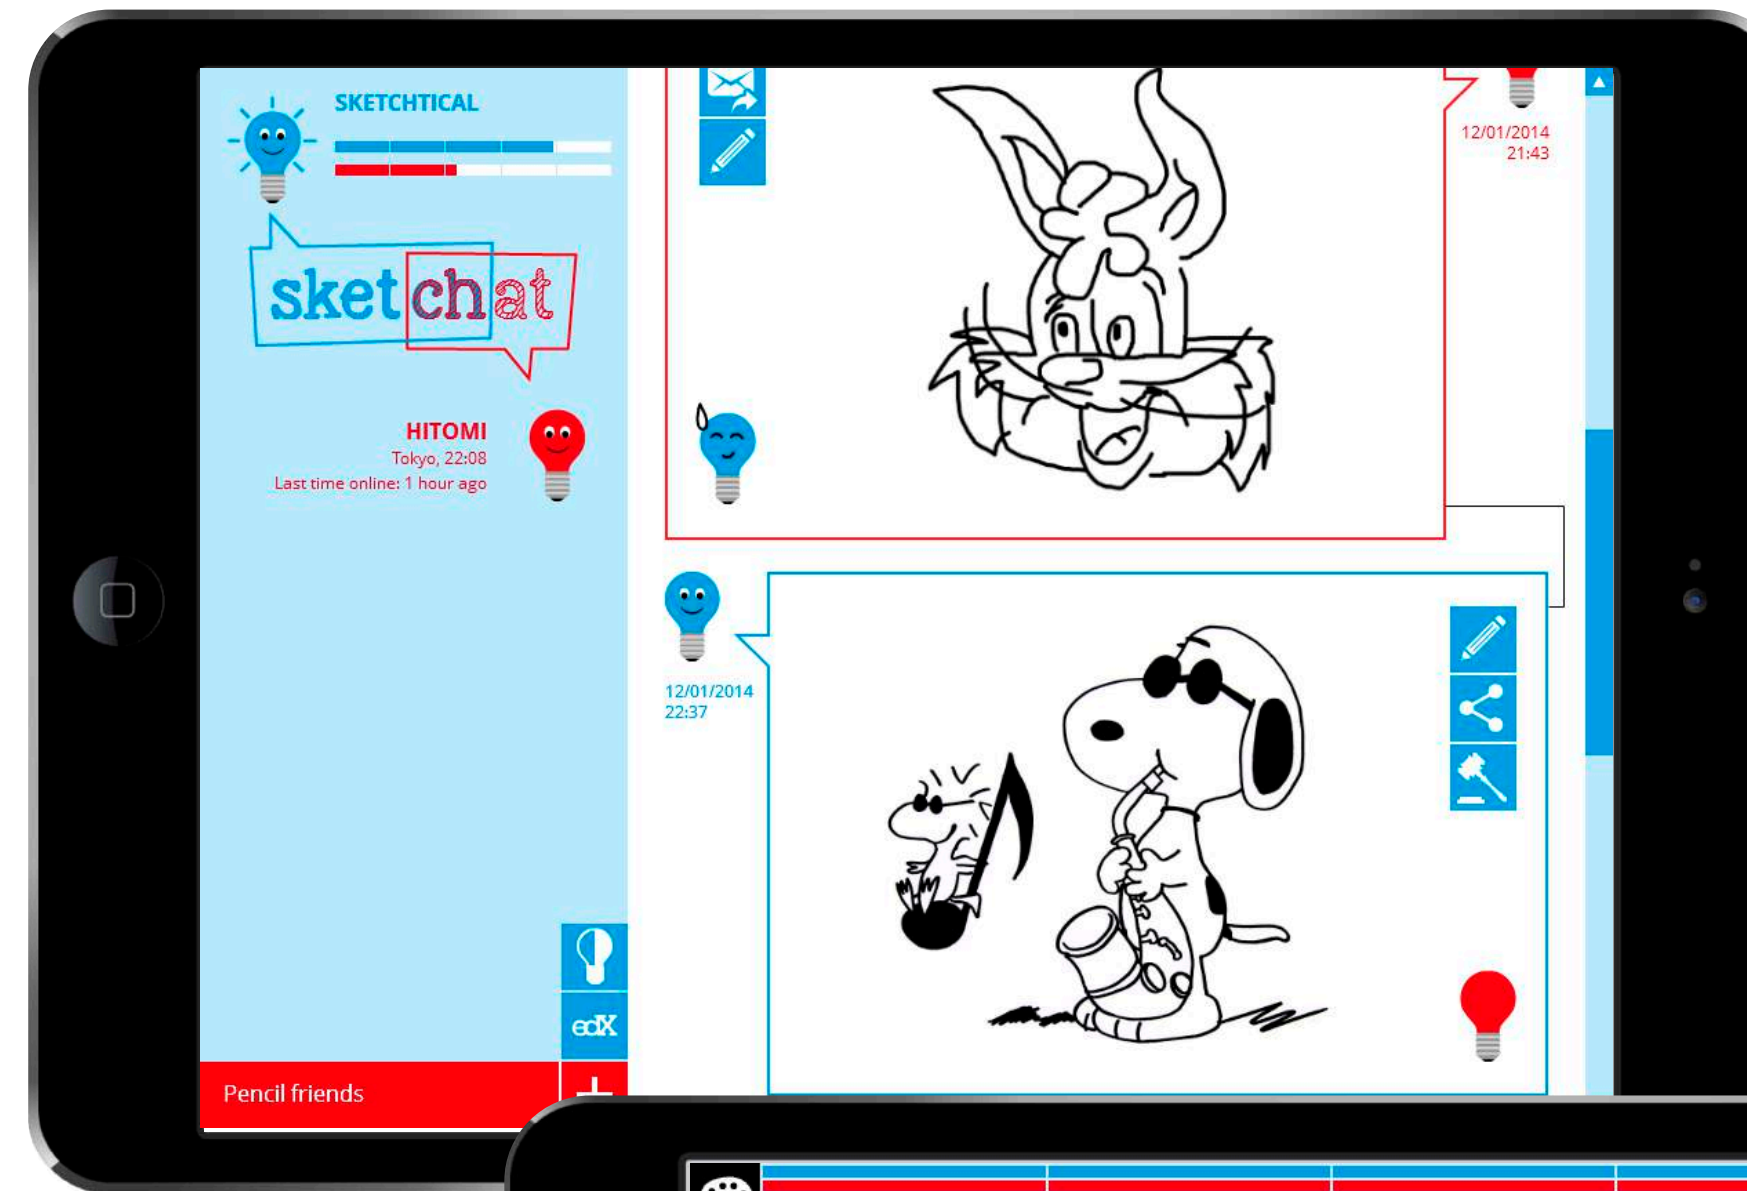 SKETCHTICAL
sketchat
HITOMI
Tokyo, 22:08
Last time online: 1 hour ago
edX
Pencil friends
12/01/2014
21:43
12/01/2014
22:37